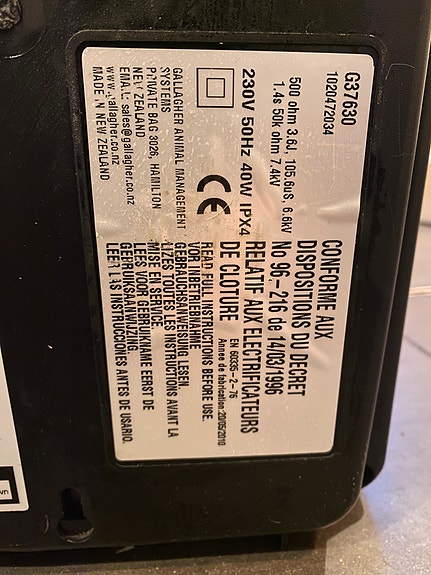 G37630
1020472034
500 ohm 3.6J, 105.6uS, 6.6kV
1.4s 50k ohm 7.4kV
230V 50Hz 40W IPX4
CE
GALLAGHER ANIMAL MANAGEMENT
SYSTEMS
PRIVATE BAG 3026, HAMILTON
NEW ZEALAND
EMAIL: sales@gallagher.co.nz
www.gallagher.co.nz
MADE IN NEW ZEALAND
CONFORME AUX
DISPOSITIONS DU DECRET
No 96-216 de 14/03/1996
RELATIF AUX ELECTRIFICATEURS
DE CLOTURE
EN 60335-2-76
Annee de fabrication: 20/05/2010
READ FULL INSTRUCTIONS BEFORE USE.
VOR INBETRIEBNAHME
GEBRAUCHSANWEISUNG LESEN.
LIZES TOUTES LES INSTRUCTIONS AVANT LA
MISE EN SERVICE.
LEES VOOR GEBRUIKNAME EERST DE
GEBRUIKSAANWIJZING.
LEER LAS INSTRUCCIONES ANTES DE USARIO.